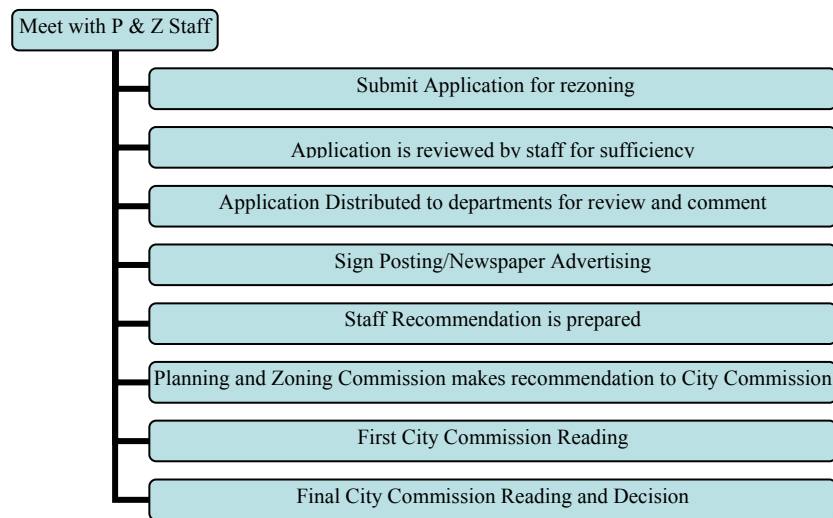 Meet with P & Z Staff
Submit Application for rezoning
Application is reviewed by staff for sufficiency
Application Distributed to departments for review and comment
Sign Posting/Newspaper Advertising
Staff Recommendation is prepared
Planning and Zoning Commission makes recommendation to City Commission
First City Commission Reading
Final City Commission Reading and Decision